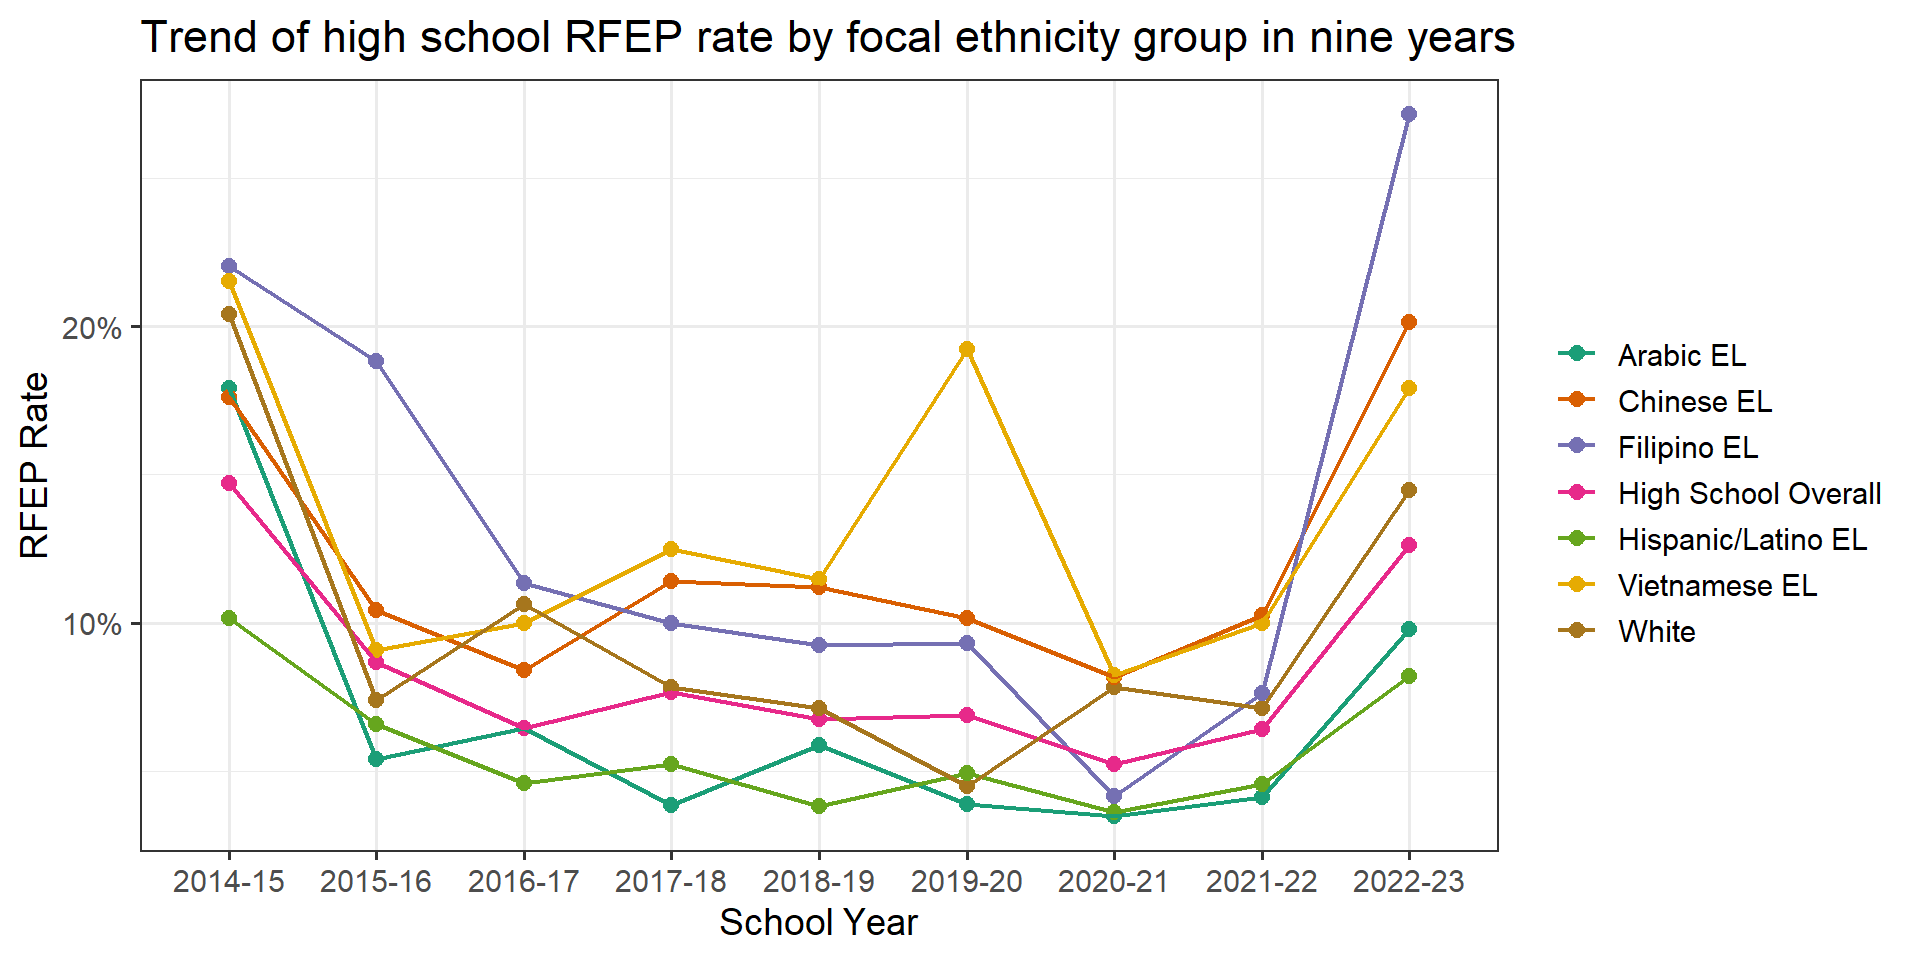 Trend of high school RFEP rate by focal ethnicity group in nine years
RFEP Rate
20%
10%
2014-15 2015-16 2016-17 2017-18 2018-19 2019-20 2020-21 2021-22 2022-23
School Year
Arabic EL
Chinese EL
Filipino EL
High School Overall
Hispanic/Latino EL
Vietnamese EL
White